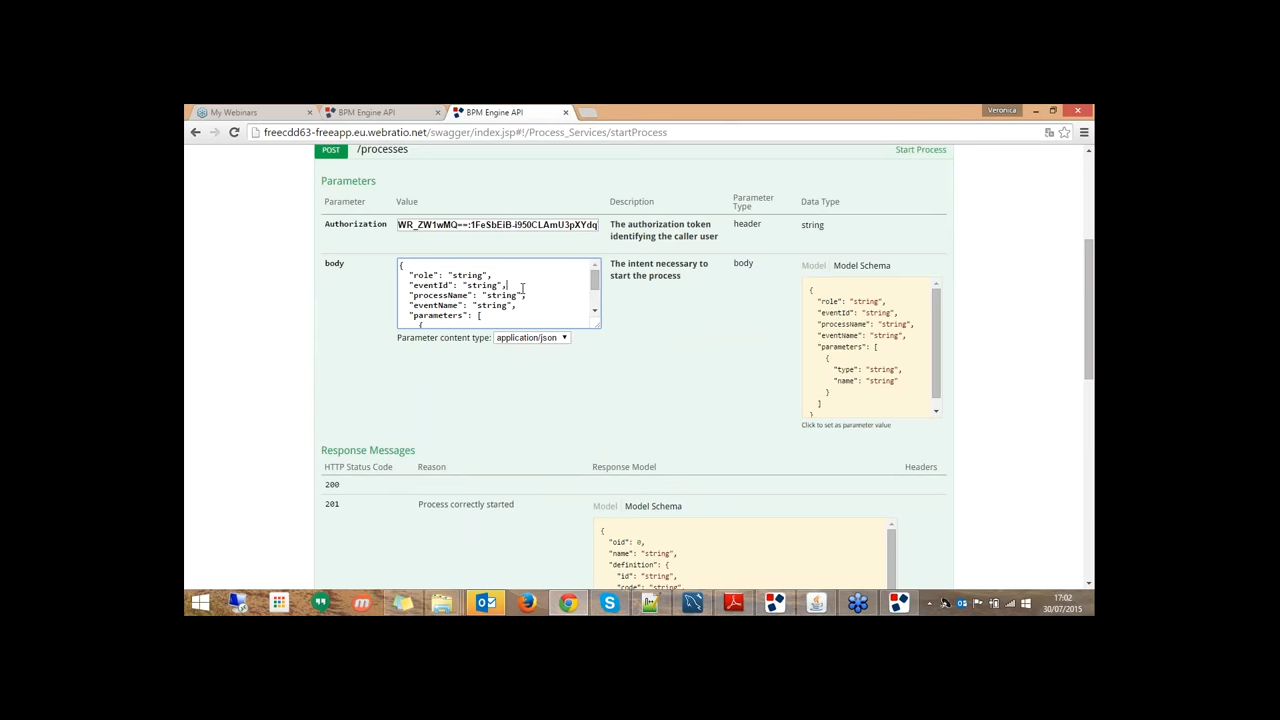 My Webinars
BPM Engine API
BPM Engine API
Veronica
freecdd63-freeapp.eu.webratio.net/swagger/index.jsp#!/Process_Services/startProcess
POST /processes Start Process
Parameters
Parameter Value Description Parameter Type Data Type
Authorization WR_ZW1wMQ==:1FeSbEiB-i950CLAmU3pXYdq The authorization token identifying the caller user header string
body
{
"role": "string",
"eventId": "string",
"processName": "string",
"eventName": "string",
"parameters": [
{
Parameter content type: application/json
The intent necessary to start the process
body
Model Model Schema
{
"role": "string",
"eventId": "string",
"processName": "string",
"eventName": "string",
"parameters": [
{
"type": "string",
"name": "string"
}
]
}
Click to set as parameter value
Response Messages
HTTP Status Code Reason Response Model Headers
200
201 Process correctly started
Model Model Schema
{
"oid": 0,
"name": "string",
"definition": {
"id": "string",
"code": "string",
17:02
30/07/2015